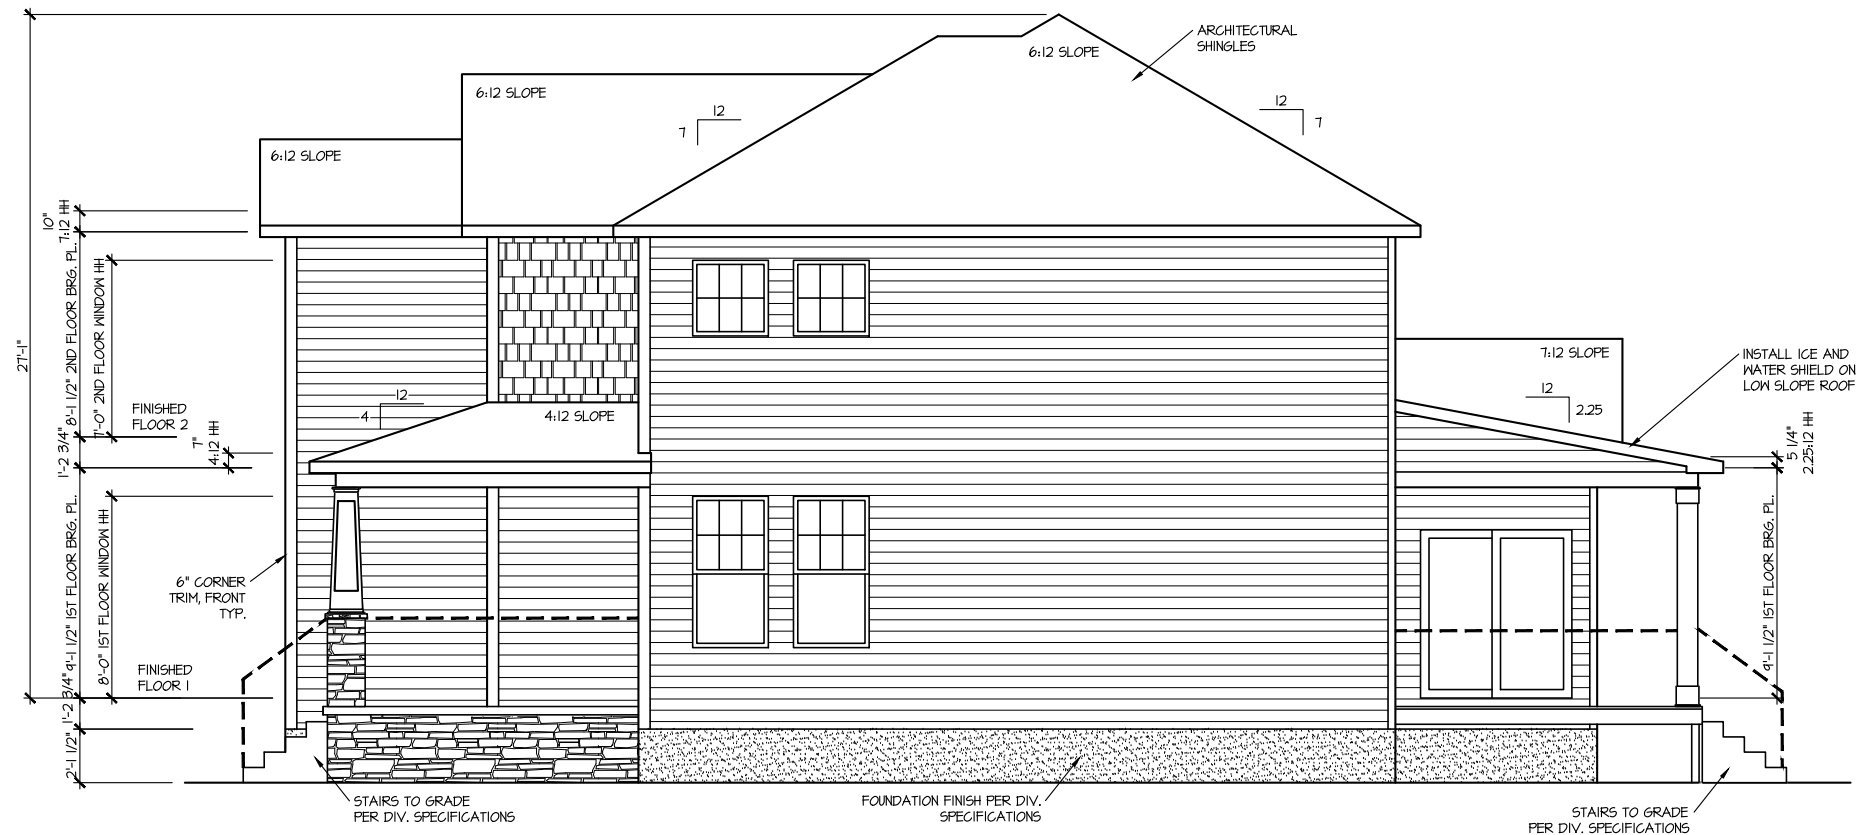 ARCHITECTURAL
SHINGLES
6:12 SLOPE
6:12 SLOPE
12
7
12
7
6:12 SLOPE
10"
7:12 HH
8'-1 1/2" 2ND FLOOR BRG. PL.
7'-0" 2ND FLOOR WINDOW HH
27'-1"
FINISHED
FLOOR 2
1'-2 3/4"
7"
4:12 HH
12
4
4:12 SLOPE
7:12 SLOPE
12
2.25
INSTALL ICE AND
WATER SHIELD ON
LOW SLOPE ROOF
5 1/4"
2.25:12 HH
9'-1 1/2" 1ST FLOOR BRG. PL.
8'-0" 1ST FLOOR WINDOW HH
9'-1 1/2" 1ST FLOOR BRG. PL.
6" CORNER
TRIM, FRONT
TYP.
FINISHED
FLOOR 1
1'-2 3/4"
2'-1 1/2"
STAIRS TO GRADE
PER DIV. SPECIFICATIONS
FOUNDATION FINISH PER DIV.
SPECIFICATIONS
STAIRS TO GRADE
PER DIV. SPECIFICATIONS